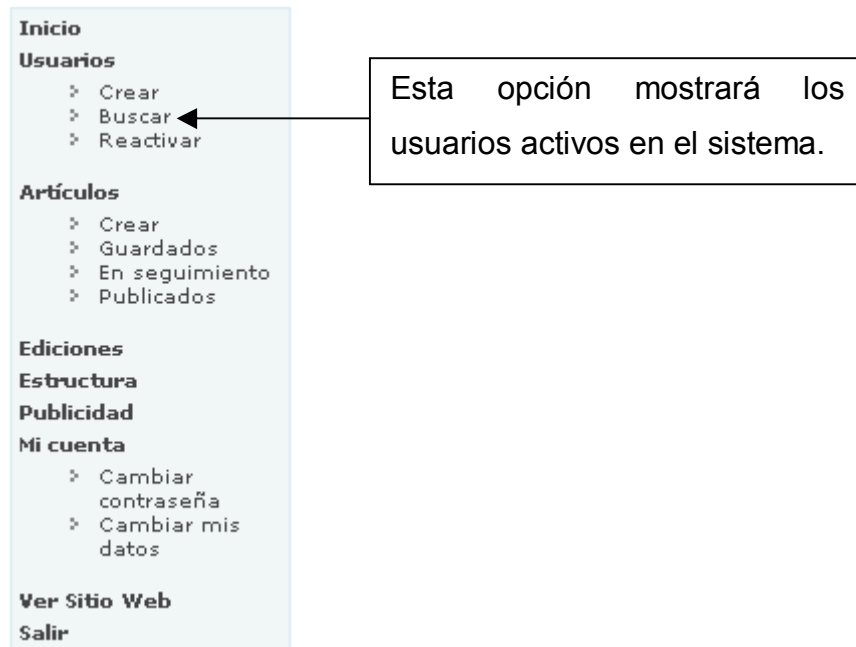 Inicio
Usuarios
Crear
Buscar
Reactivar
Artículos
Crear
Guardados
En seguimiento
Publicados
Ediciones
Estructura
Publicidad
Mi cuenta
Cambiar
contraseña
Cambiar mis
datos
Ver Sitio Web
Salir
Esta opción mostrará los
usuarios activos en el sistema.